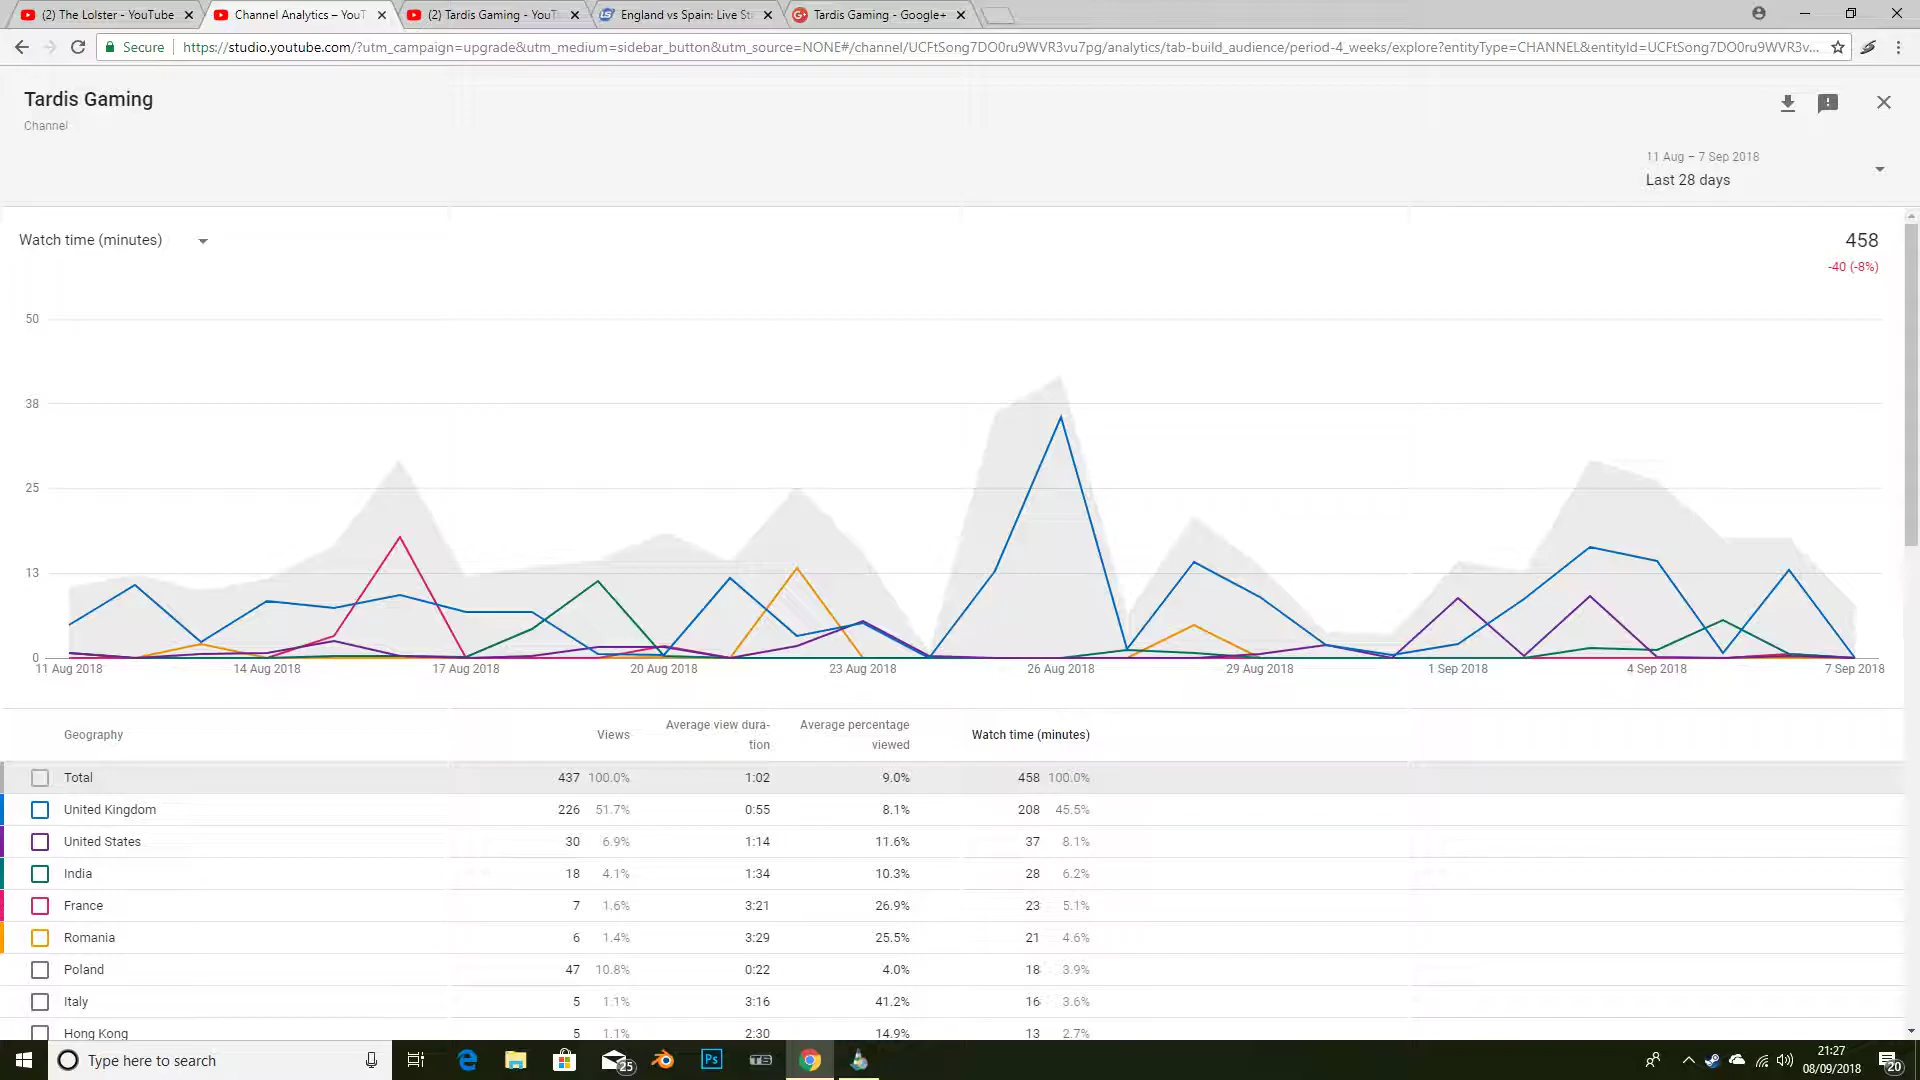 (2) The Lolster - YouTube
Channel Analytics – YouT
(2) Tardis Gaming - YouT
England vs Spain: Live St
Tardis Gaming - Google+
Secure
https://studio.youtube.com/?utm_campaign=upgrade&utm_medium=sidebar_button&utm_source=NONE#/channel/UCFtSong7DO0ru9WVR3vu7pg/analytics/tab-build_audience/period-4_weeks/explore?entityType=CHANNEL&entityId=UCFtSong7DO0ru9WVR3v...
Tardis Gaming
Channel
11 Aug – 7 Sep 2018
Last 28 days
Watch time (minutes)
458
-40 (-8%)
50
38
25
13
0
11 Aug 2018 14 Aug 2018 17 Aug 2018 20 Aug 2018 23 Aug 2018 26 Aug 2018 29 Aug 2018 1 Sep 2018 4 Sep 2018 7 Sep 2018
Geography Views Average view dura-
tion Average percentage
viewed Watch time (minutes)
Total 437 100.0% 1:02 9.0% 458 100.0%
United Kingdom 226 51.7% 0:55 8.1% 208 45.5%
United States 30 6.9% 1:14 11.6% 37 8.1%
India 18 4.1% 1:34 10.3% 28 6.2%
France 7 1.6% 3:21 26.9% 23 5.1%
Romania 6 1.4% 3:29 25.5% 21 4.6%
Poland 47 10.8% 0:22 4.0% 18 3.9%
Italy 5 1.1% 3:16 41.2% 16 3.6%
Hong Kong 5 1.1% 2:30 14.9% 13 2.7%
Type here to search
25
Ps
TS
21:27
08/09/2018
20